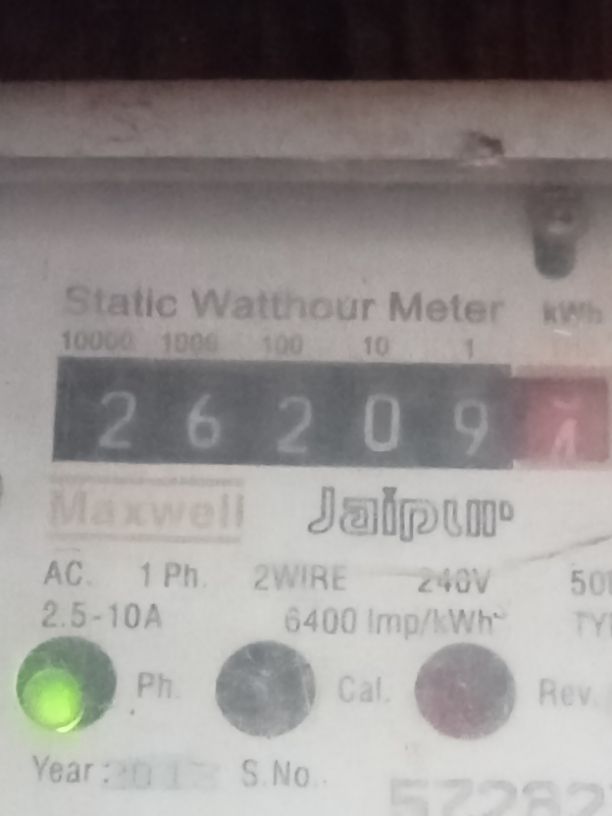 Static Watthour Meter kWh
10000 1000 100 10 1
2 6 2 0 9
Maxwell Jaipur
AC. 1 Ph. 2WIRE 240V
2.5-10A 6400 Imp/kWh
Ph. Cal. Rev.
Year: S.No.